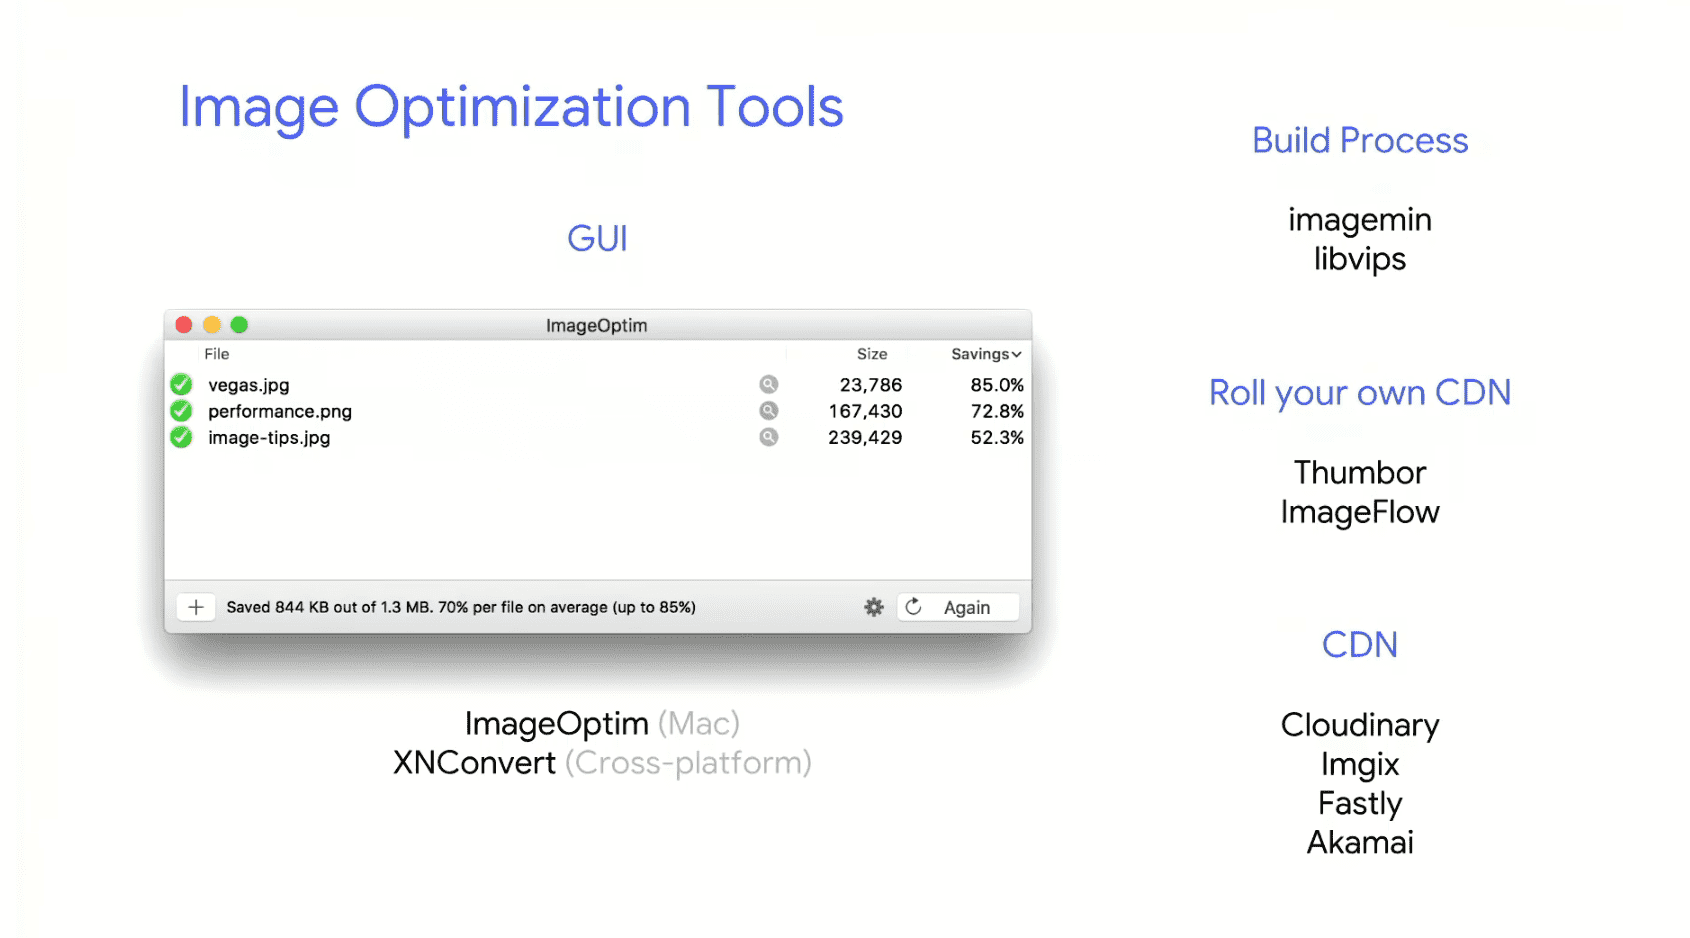 Image Optimization Tools
GUI
ImageOptim
File Size Savings
vegas.jpg 23,786 85.0%
performance.png 167,430 72.8%
image-tips.jpg 239,429 52.3%
Saved 844 KB out of 1.3 MB. 70% per file on average (up to 85%)
Again
ImageOptim (Mac)
XNConvert (Cross-platform)
Build Process
imagemin
libvips
Roll your own CDN
Thumbor
ImageFlow
CDN
Cloudinary
Imgix
Fastly
Akamai